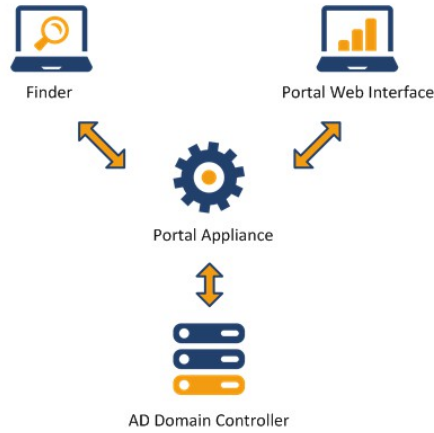 Finder
Portal Web Interface
Portal Appliance
AD Domain Controller